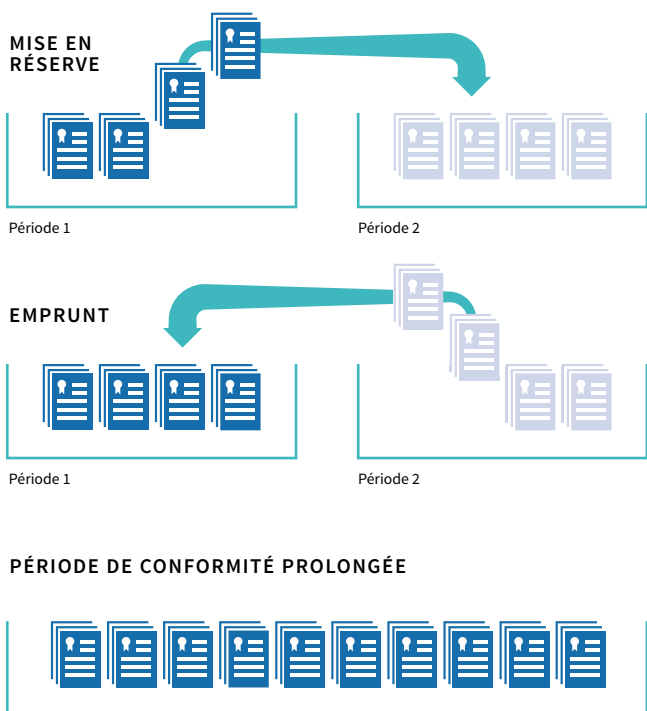 MISE EN
RÉSERVE
Période 1
Période 2
EMPRUNT
Période 1
Période 2
PÉRIODE DE CONFORMITÉ PROLONGÉE